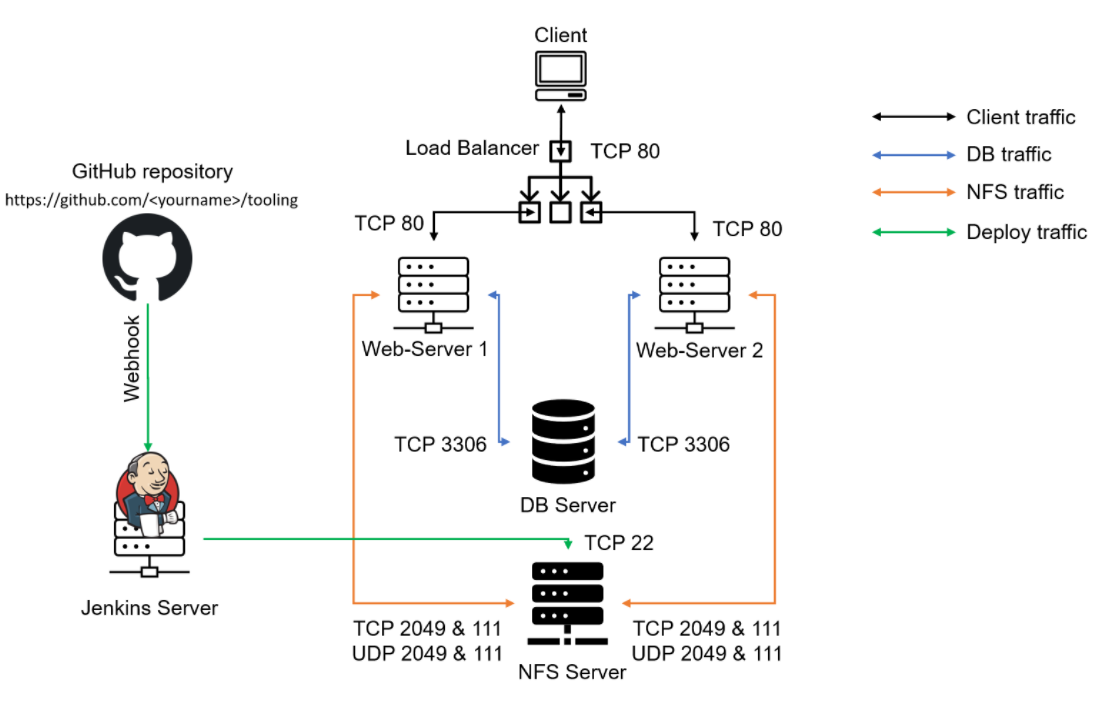 Client
Load Balancer
TCP 80
Client traffic
DB traffic
NFS traffic
Deploy traffic
GitHub repository
https://github.com/<yourname>/tooling
TCP 80
TCP 80
Webhook
Web-Server 1
Web-Server 2
TCP 3306
TCP 3306
DB Server
TCP 22
Jenkins Server
TCP 2049 & 111
UDP 2049 & 111
TCP 2049 & 111
UDP 2049 & 111
NFS Server